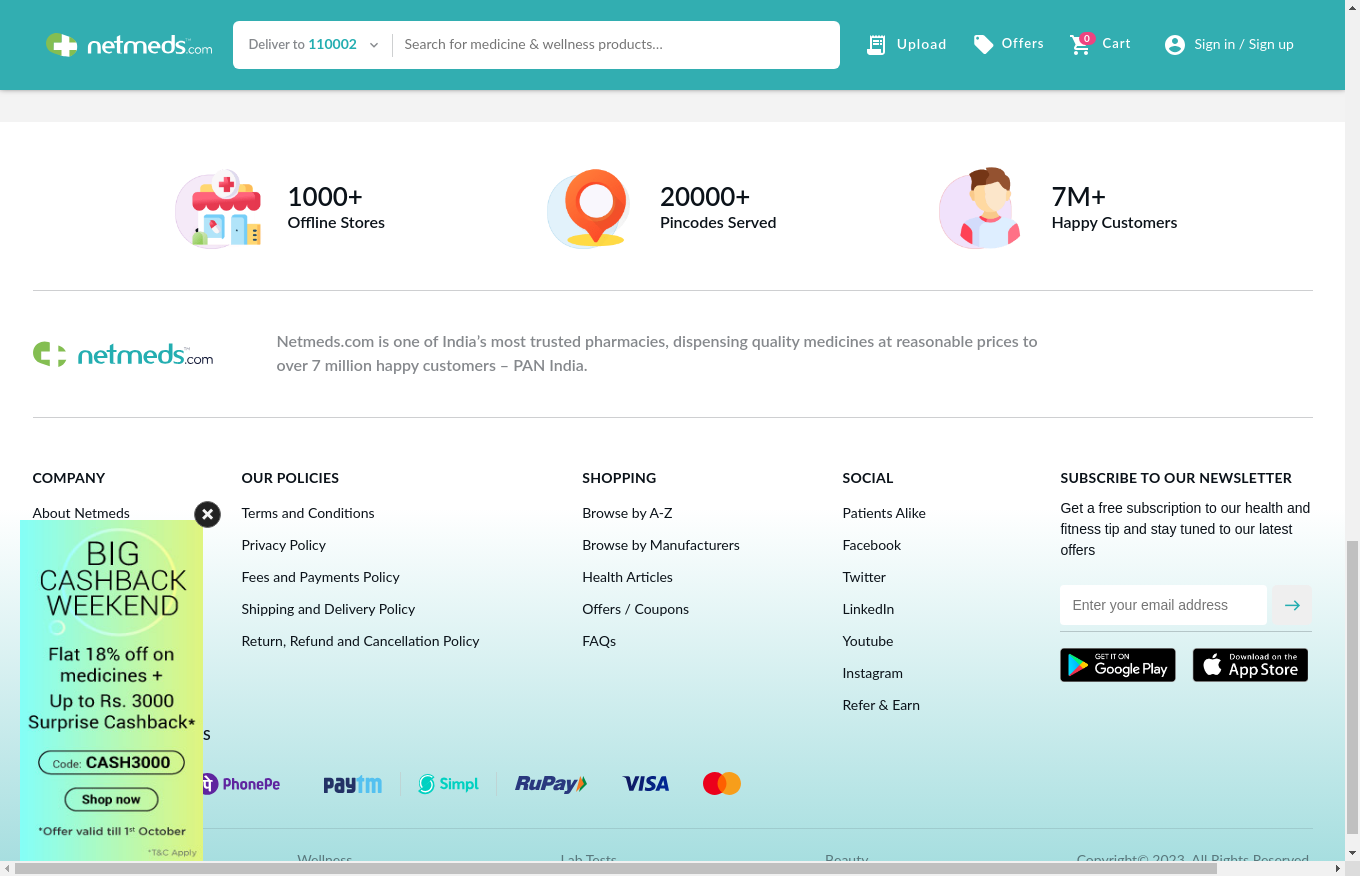 netmeds.com
Deliver to 110002
Search for medicine & wellness products...
Upload
Offers
0
Cart
Sign in / Sign up
1000+
Offline Stores
20000+
Pincodes Served
7M+
Happy Customers
netmeds.com
Netmeds.com is one of India’s most trusted pharmacies, dispensing quality medicines at reasonable prices to
over 7 million happy customers – PAN India.
COMPANY
About Netmeds
OUR POLICIES
Terms and Conditions
Privacy Policy
Fees and Payments Policy
Shipping and Delivery Policy
Return, Refund and Cancellation Policy
SHOPPING
Browse by A-Z
Browse by Manufacturers
Health Articles
Offers / Coupons
FAQs
SOCIAL
Patients Alike
Facebook
Twitter
LinkedIn
Youtube
Instagram
Refer & Earn
SUBSCRIBE TO OUR NEWSLETTER
Get a free subscription to our health and
fitness tip and stay tuned to our latest
offers
Enter your email address
GET IT ON
Google Play
Download on the
App Store
BIG
CASHBACK
WEEKEND
Flat 18% off on
medicines +
Up to Rs. 3000
Surprise Cashback*
Code: CASH3000
Shop now
*Offer valid till 1st October
*T&C Apply
S
PhonePe
paytm
Simpl
RuPay
VISA
Wellness
Lab Tests
Beauty
Copyright© 2023. All Rights Reserved.